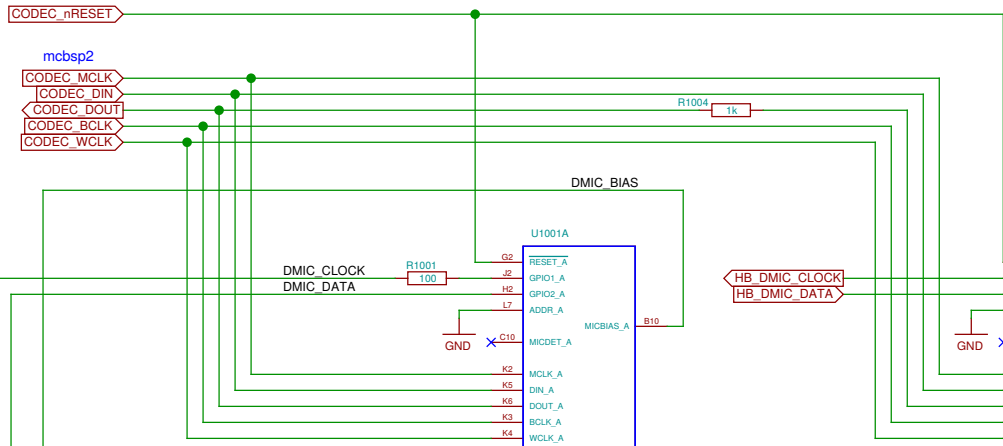 CODEC_nRESET
mcbsp2
CODEC_MCLK
CODEC_DIN
CODEC_DOUT
CODEC_BCLK
CODEC_WCLK
R1004
1k
DMIC_BIAS
U1001A
DMIC_CLOCK
R1001
100
DMIC_DATA
G2 RESET_A
J2 GPIO1_A
H2 GPIO2_A
L7 ADDR_A
MICBIAS_A B10
GND
C10 MICDET_A
K2 MCLK_A
K5 DIN_A
K6 DOUT_A
K3 BCLK_A
K4 WCLK_A
HB_DMIC_CLOCK
HB_DMIC_DATA
GND